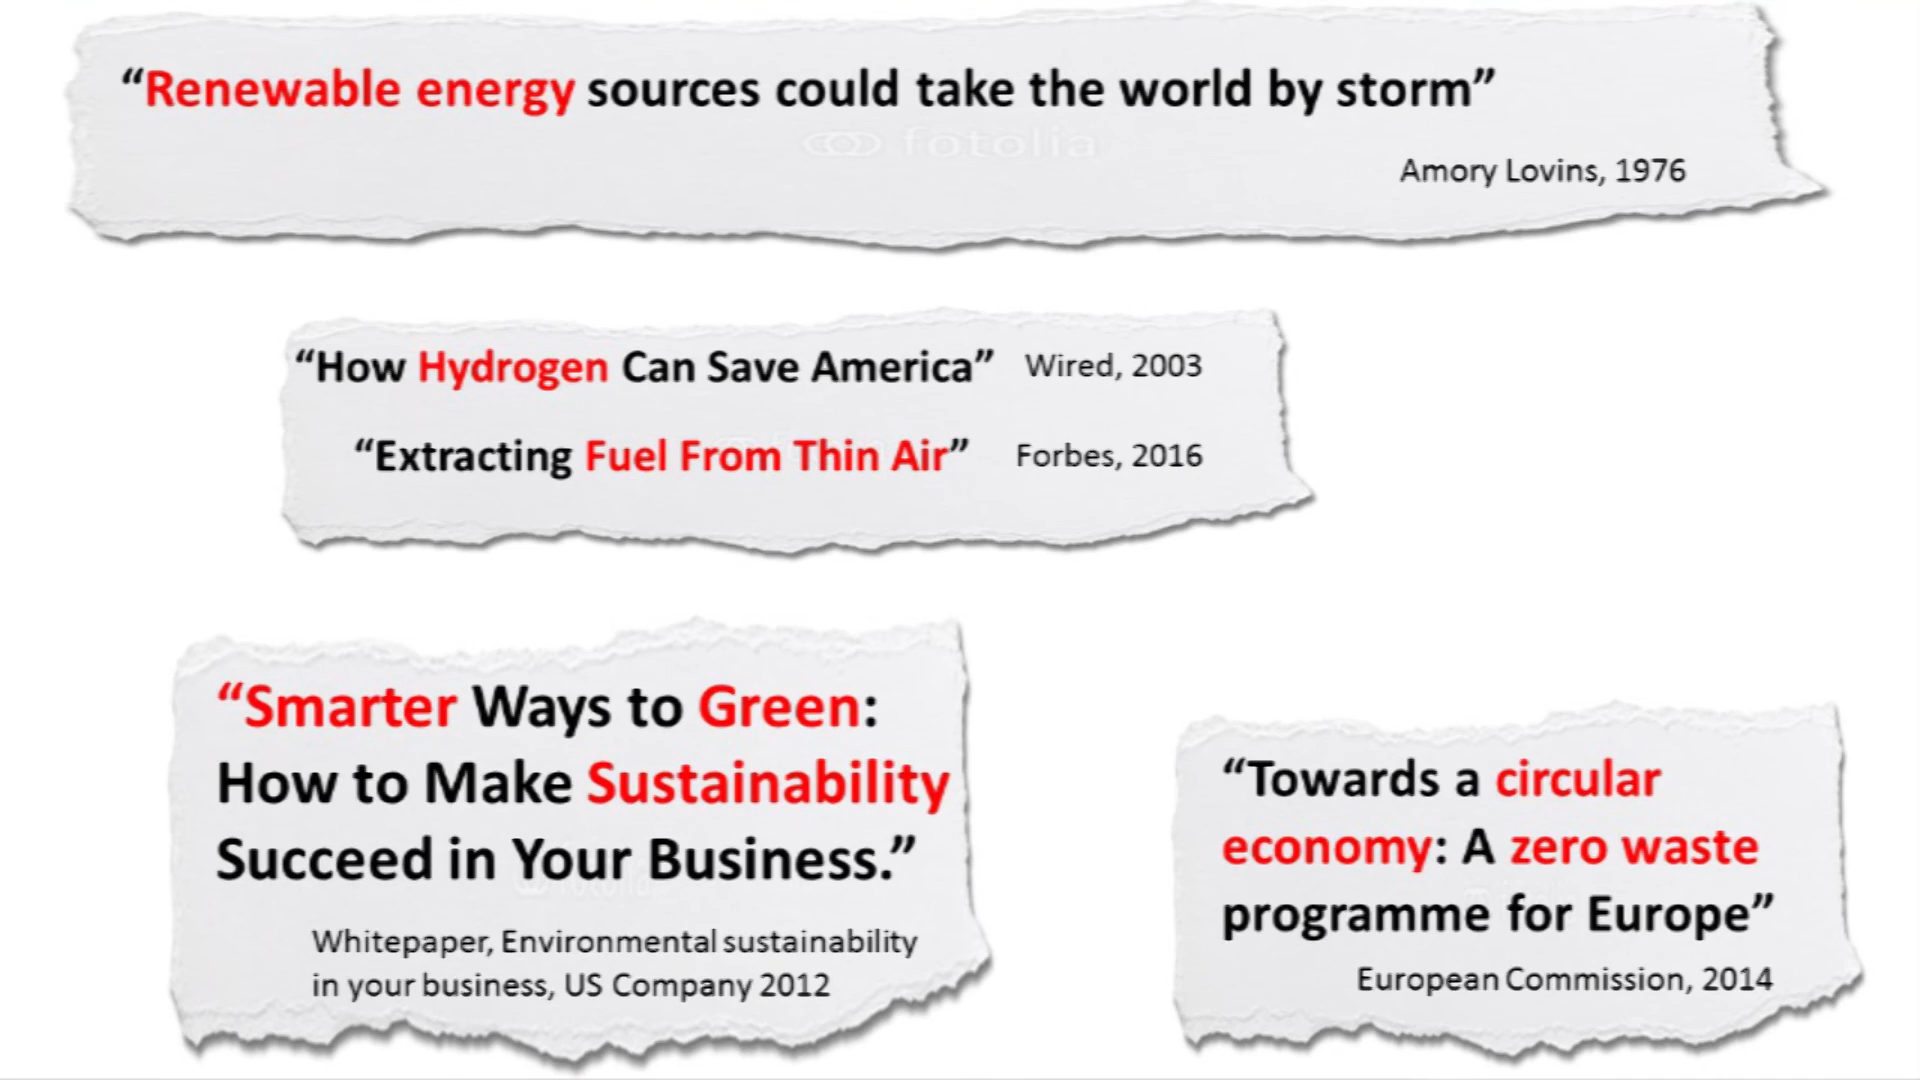 “Renewable energy sources could take the world by storm”
fotolia
Amory Lovins, 1976
“How Hydrogen Can Save America” Wired, 2003
“Extracting Fuel From Thin Air” Forbes, 2016
“Smarter Ways to Green:
How to Make Sustainability
Succeed in Your Business.”
Whitepaper, Environmental sustainability
in your business, US Company 2012
“Towards a circular
economy: A zero waste
programme for Europe”
European Commission, 2014